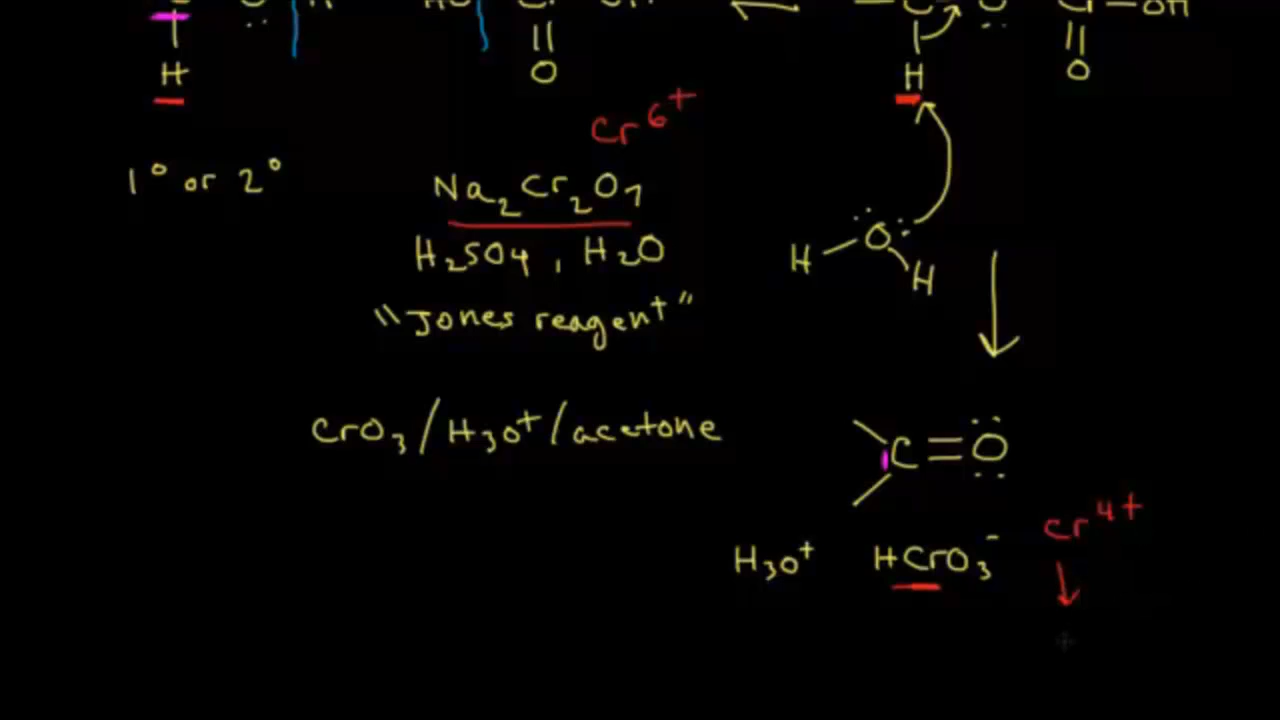 H O H
Cr⁶⁺
1° or 2°
Na₂Cr₂O₇
H₂SO₄, H₂O
H O H
"Jones reagent"
CrO₃/H₃O⁺/acetone
C=O
Cr⁴⁺
H₃O⁺ HCrO₃⁻